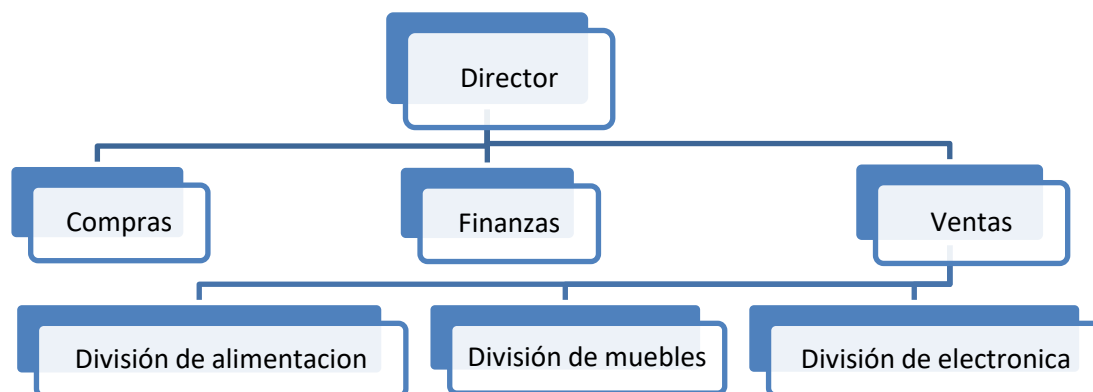 Director
Compras
Finanzas
Ventas
División de alimentacion
División de muebles
División de electronica